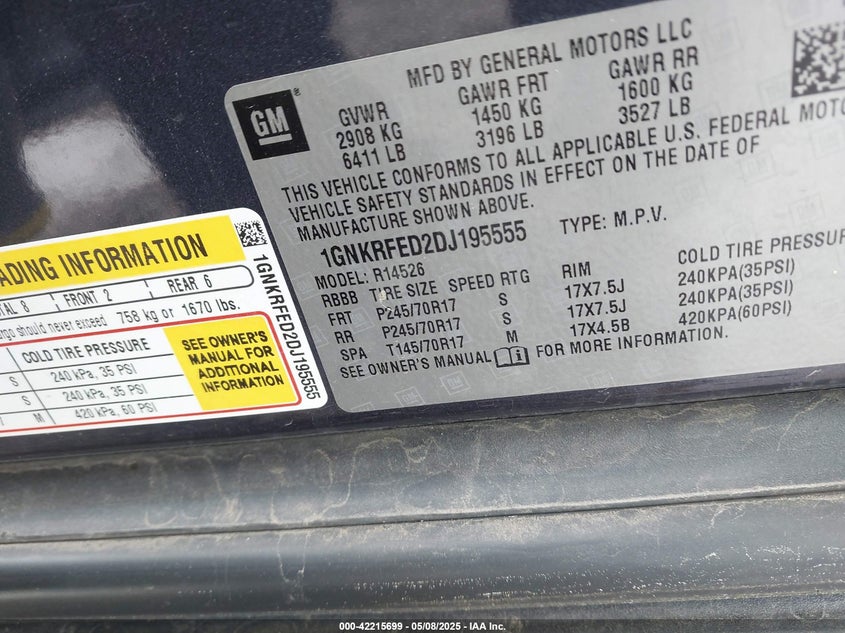 MFD BY GENERAL MOTORS LLC
GM
GVWR GAWR FRT GAWR RR
2908 KG 1450 KG 1600 KG
6411 LB 3196 LB 3527 LB
THIS VEHICLE CONFORMS TO ALL APPLICABLE U.S. FEDERAL MOTO
VEHICLE SAFETY STANDARDS IN EFFECT ON THE DATE OF
MANUFACTURE SHOWN ABOVE.
1GNKRFED2DJ195555 TYPE: M.P.V.
MODEL: R14526
RBBB TIRE SIZE SPEED RTG RIM COLD TIRE PRESSUR
FRT P245/70R17 S 17X7.5J 240KPA(35PSI)
RR P245/70R17 S 17X7.5J 240KPA(35PSI)
SPA T145/70R17 M 17X4.5B 420KPA(60PSI)
SEE OWNER'S MANUAL FOR MORE INFORMATION.
ADING INFORMATION
TAL 8 FRONT 2 REAR 6
argo should never exceed 758 kg or 1670 lbs.
COLD TIRE PRESSURE
S 240 kPa, 35 PSI
S 240 kPa, 35 PSI
M 420 kPa, 60 PSI
SEE OWNER'S
MANUAL FOR
ADDITIONAL
INFORMATION
1GNKRFED2DJ195555
000-42215699 - 05/08/2025 - IAA Inc.